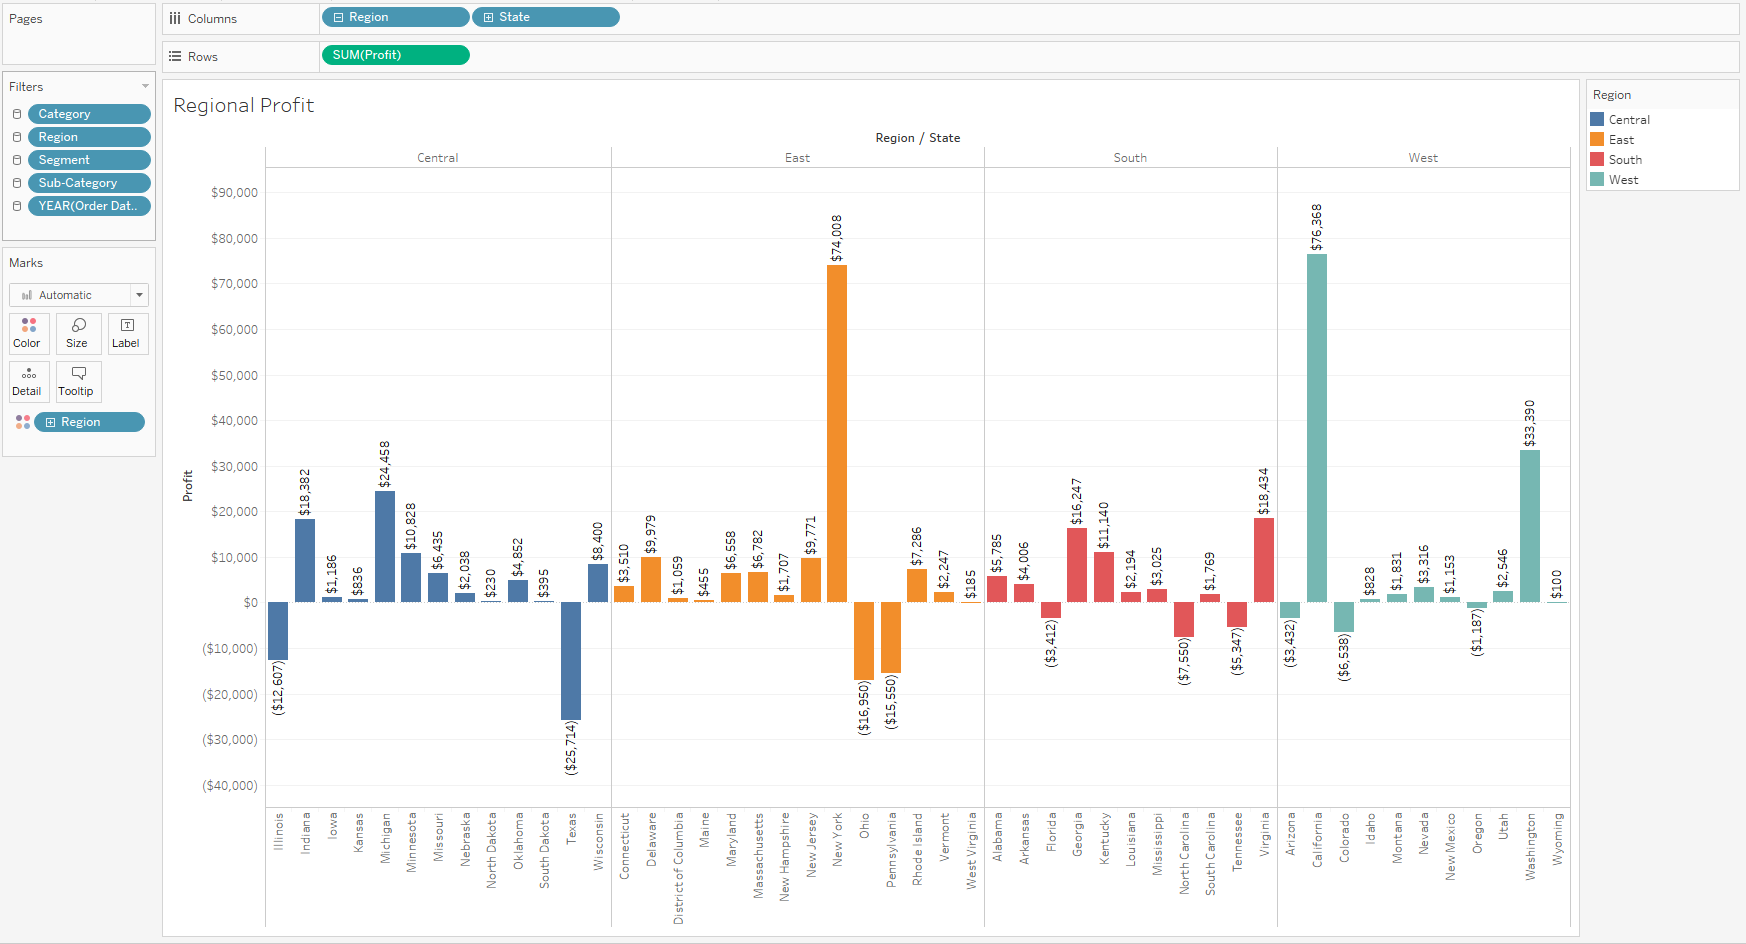 Pages
Columns
Region
State
Rows
SUM(Profit)
Filters
Category
Region
Segment
Sub-Category
YEAR(Order Dat..
Marks
Automatic
Color
Size
Label
Detail
Tooltip
Region
Regional Profit
Region / State
Central
East
South
West
Profit
$90,000
$80,000
$70,000
$60,000
$50,000
$40,000
$30,000
$20,000
$10,000
$0
($10,000)
($20,000)
($30,000)
($40,000)
($12,607)
$18,382
$1,186
$836
$24,458
$10,828
$6,435
$2,038
$230
$4,852
$395
($25,714)
$8,400
$3,510
$9,979
$1,059
$455
$6,558
$6,782
$1,707
$9,771
$74,008
($16,950)
($15,550)
$7,286
$2,247
$185
$5,785
$4,006
($3,412)
$16,247
$11,140
$2,194
$3,025
($7,550)
$1,769
($5,347)
$18,434
($3,432)
$76,368
($6,538)
$828
$1,831
$3,316
$1,153
($1,187)
$2,546
$33,390
$100
Illinois
Indiana
Iowa
Kansas
Michigan
Minnesota
Missouri
Nebraska
North Dakota
Oklahoma
South Dakota
Texas
Wisconsin
Connecticut
Delaware
District of Columbia
Maine
Maryland
Massachusetts
New Hampshire
New Jersey
New York
Ohio
Pennsylvania
Rhode Island
Vermont
West Virginia
Alabama
Arkansas
Florida
Georgia
Kentucky
Louisiana
Mississippi
North Carolina
South Carolina
Tennessee
Virginia
Arizona
California
Colorado
Idaho
Montana
Nevada
New Mexico
Oregon
Utah
Washington
Wyoming
Region
Central
East
South
West